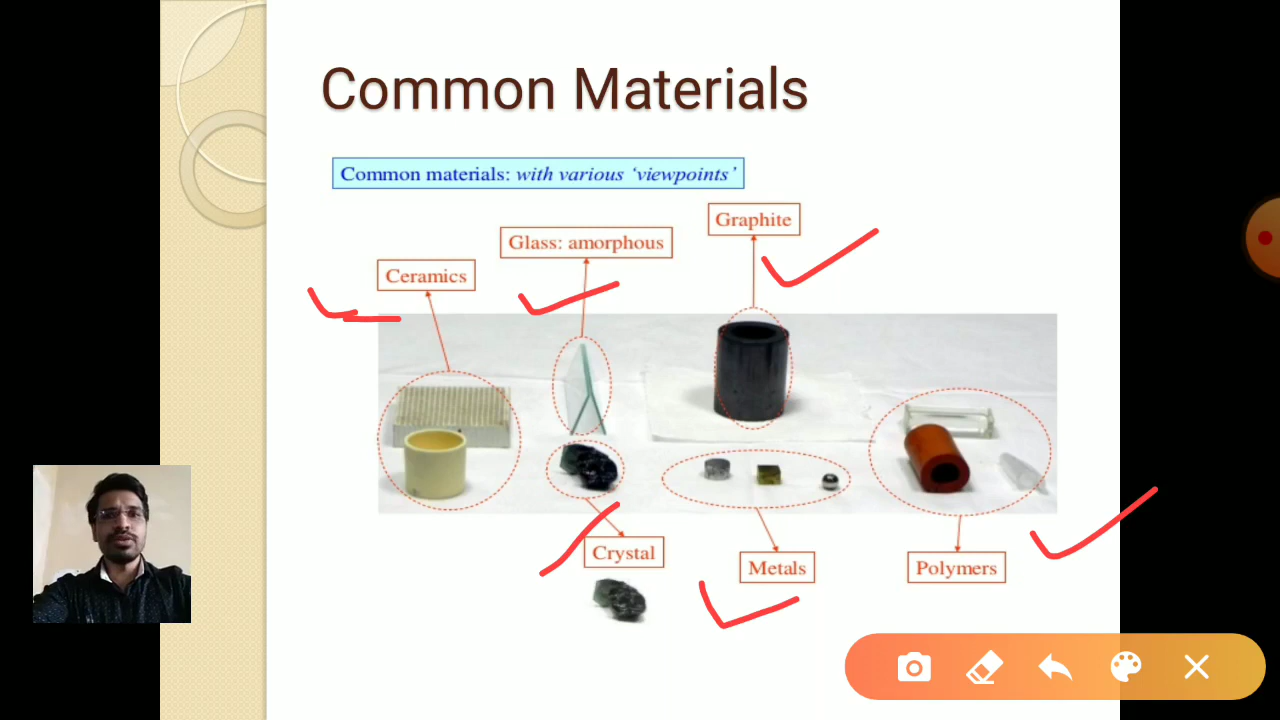 Common Materials
Common materials: with various ‘viewpoints’
Graphite
Glass: amorphous
Ceramics
Crystal
Metals
Polymers